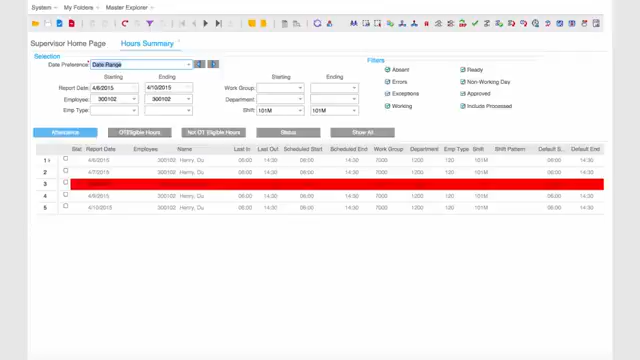 System My Folders Master Explorer
Supervisor Home Page Hours Summary
Selection Filters
Date Preference:* Date Range
Starting Ending Starting Ending
Absent Ready
Report Date: 4/6/2015 4/10/2015 Work Group:
Errors Non-Working Day
Employee: 300102 300102 Department:
Exceptions Approved
Emp Type: Shift: 101M 101M
Working Include Processed
Attendance OT Eligible Hours Not OT Eligible Hours Status Show All
Stat Report Date Employee Name Last In Last Out Scheduled Start Scheduled End Work Group Department Emp Type Shift Shift Pattern Default S... Default End
1 4/6/2015 300102 Henry, Du 06:00 14:30 06:00 14:30 7000 1200 120 101M 06:00 14:30
2 4/7/2015 300102 Henry, Du 06:00 14:30 06:00 14:30 7000 1200 120 101M 06:00 14:30
3
4 4/9/2015 300102 Henry, Du 06:00 14:30 06:00 14:30 7000 1200 120 101M 06:00 14:30
5 4/10/2015 300102 Henry, Du 06:00 14:30 06:00 14:30 7000 1200 120 101M 06:00 14:30